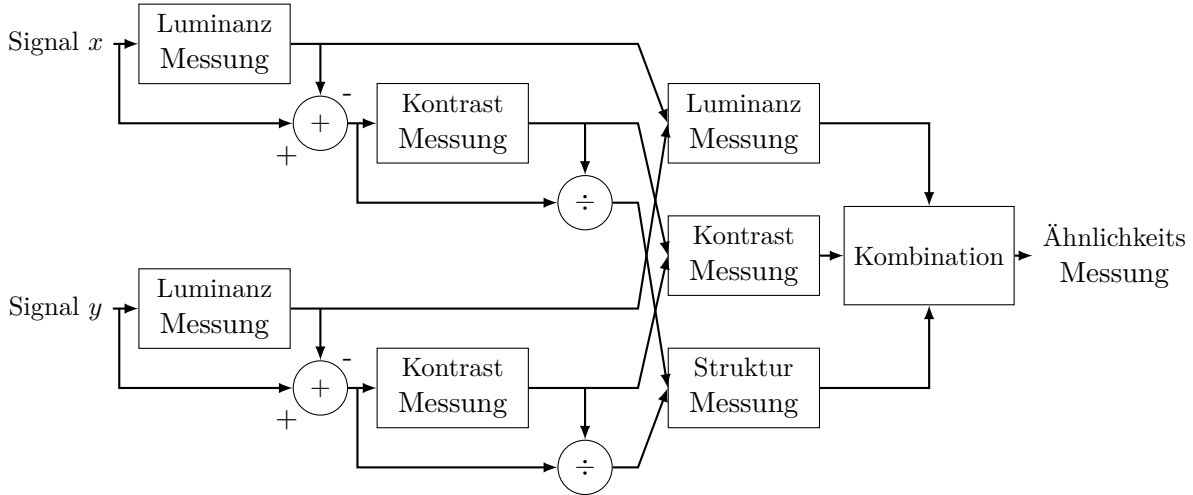 Signal x
Luminanz
Messung
-
+
+
Kontrast
Messung
÷
Signal y
Luminanz
Messung
-
+
+
Kontrast
Messung
÷
Luminanz
Messung
Kontrast
Messung
Struktur
Messung
Kombination
Ähnlichkeits
Messung